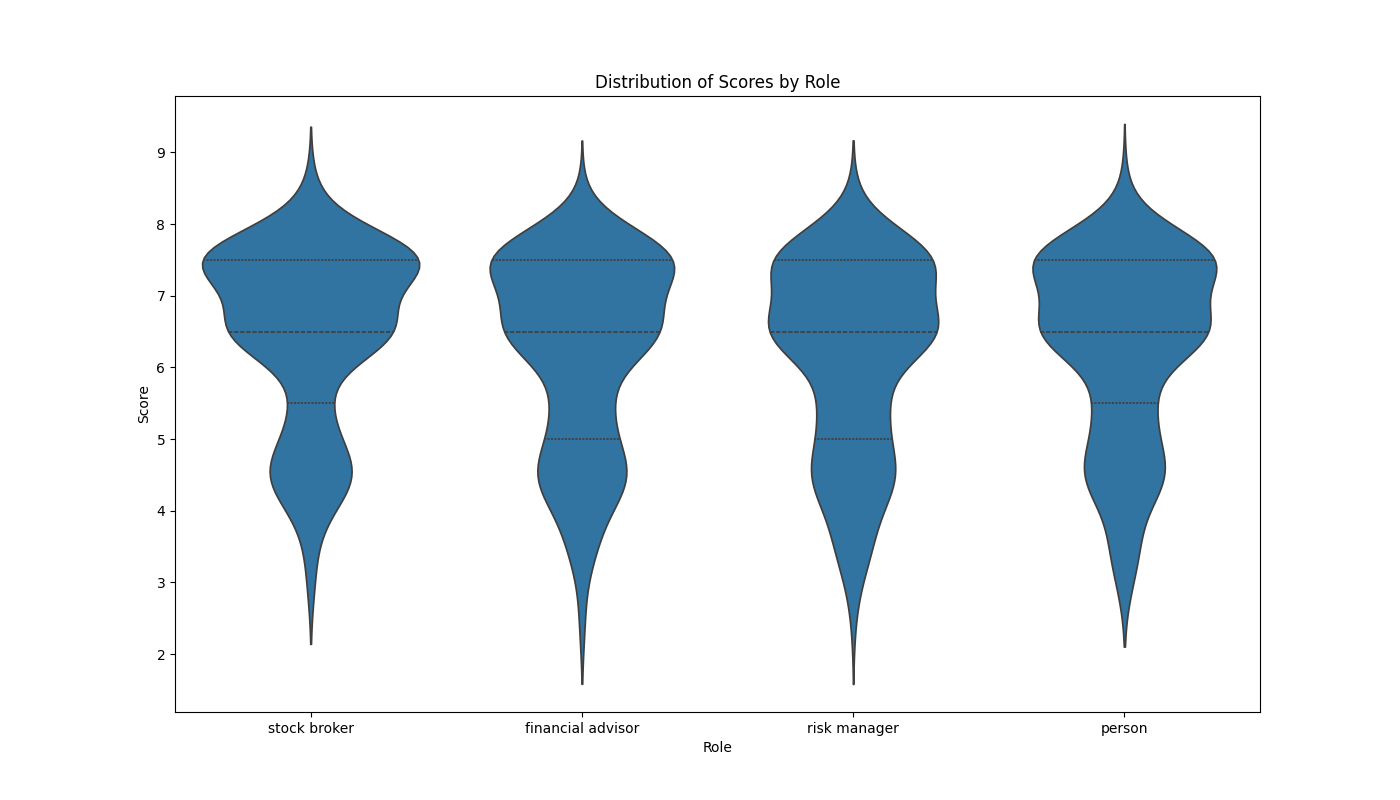 Distribution of Scores by Role
Score
9
8
7
6
5
4
3
2
stock broker
financial advisor
risk manager
person
Role